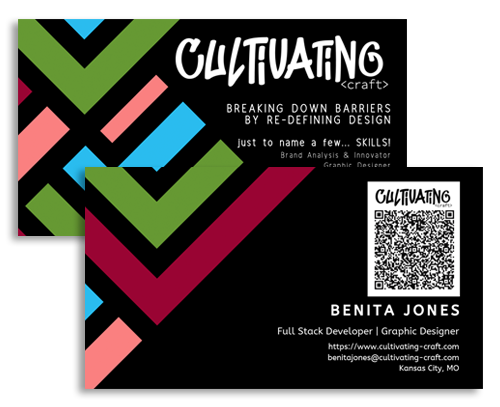 CULTIVATING
<craft>
BREAKING DOWN BARRIERS
BY RE-DEFINING DESIGN
just to name a few... SKILLS!
Brand Analysis & Innovator
Graphic Designer
CULTIVATING
<craft>
BENITA JONES
Full Stack Developer | Graphic Designer
https://www.cultivating-craft.com
benitajones@cultivating-craft.com
Kansas City, MO